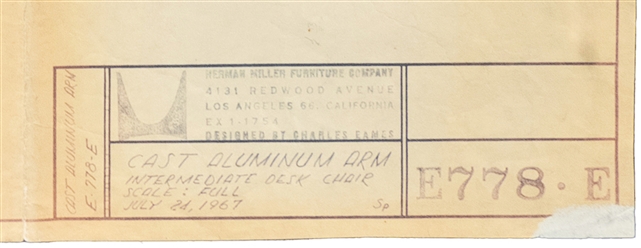 CAST ALUMINUM ARM
E-778-E
HERMAN MILLER FURNITURE COMPANY
4131 REDWOOD AVENUE
LOS ANGELES 66, CALIFORNIA
EX 1-1754
DESIGNED BY CHARLES EAMES
CAST ALUMINUM ARM
INTERMEDIATE DESK CHAIR
SCALE: FULL
JULY 24, 1967
Sp
E778·E